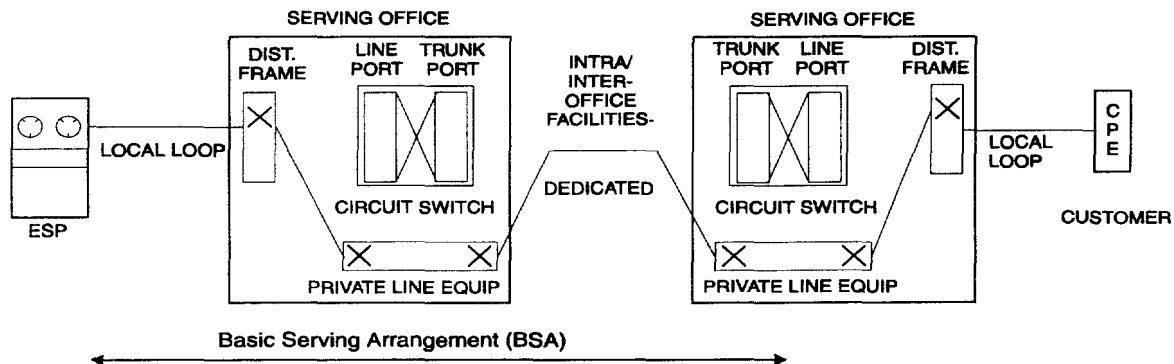 SERVING OFFICE
SERVING OFFICE
DIST.
FRAME
LINE
PORT
TRUNK
PORT
INTRA/
INTER-
OFFICE
FACILITIES-
DEDICATED
TRUNK
PORT
LINE
PORT
DIST.
FRAME
LOCAL LOOP
ESP
CIRCUIT SWITCH
PRIVATE LINE EQUIP
CIRCUIT SWITCH
PRIVATE LINE EQUIP
LOCAL
LOOP
CPE
CUSTOMER
Basic Serving Arrangement (BSA)